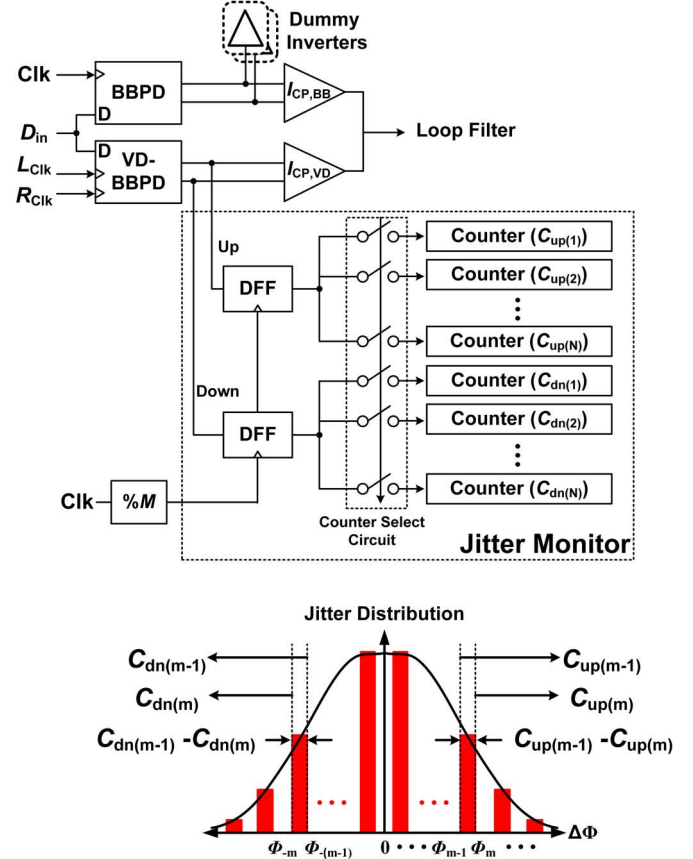 Dummy
Inverters
Clk
BBPD
D
I_CP,BB
D_in
Loop Filter
D
VD-
BBPD
L_Clk
R_Clk
I_CP,VD
Up
DFF
Counter (C_up(1))
Counter (C_up(2))
Counter (C_up(N))
Down
DFF
Counter (C_dn(1))
Counter (C_dn(2))
Counter (C_dn(N))
Clk
%M
Counter Select
Circuit
Jitter Monitor
Jitter Distribution
C_dn(m-1)
C_up(m-1)
C_dn(m)
C_up(m)
C_dn(m-1) -C_dn(m)
C_up(m-1) -C_up(m)
Φ_-m Φ_-(m-1) 0 Φ_m-1 Φ_m ΔΦ